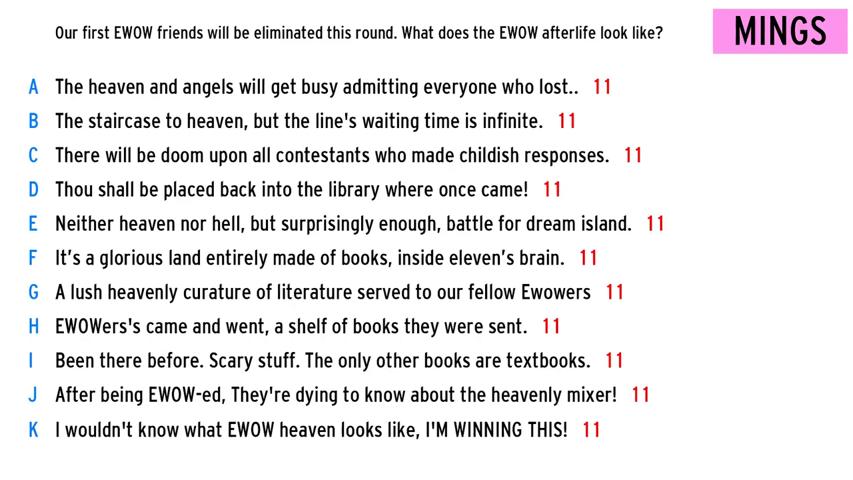 Our first EWOW friends will be eliminated this round. What does the EWOW afterlife look like?
MINGS
A The heaven and angels will get busy admitting everyone who lost.. 11
B The staircase to heaven, but the line's waiting time is infinite. 11
C There will be doom upon all contestants who made childish responses. 11
D Thou shall be placed back into the library where once came! 11
E Neither heaven nor hell, but surprisingly enough, battle for dream island. 11
F It’s a glorious land entirely made of books, inside eleven’s brain. 11
G A lush heavenly curature of literature served to our fellow Ewowers 11
H EWOWers's came and went, a shelf of books they were sent. 11
I Been there before. Scary stuff. The only other books are textbooks. 11
J After being EWOW-ed, They're dying to know about the heavenly mixer! 11
K I wouldn't know what EWOW heaven looks like, I'M WINNING THIS! 11